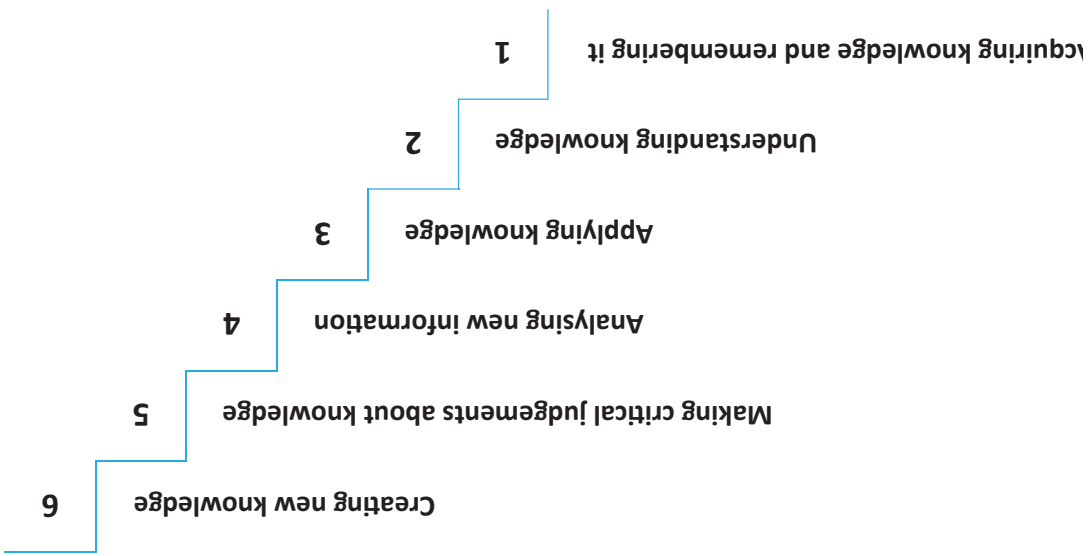 Creating new knowledge 6
Making critical judgements about knowledge 5
Analysing new information 4
Applying knowledge 3
Understanding knowledge 2
Acquiring knowledge and remembering it 1